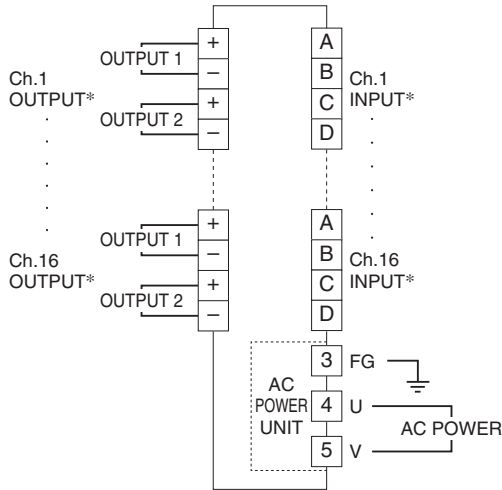 +
OUTPUT 1
–
Ch.1
OUTPUT*
+
OUTPUT 2
–
A
B
C
D
Ch.1
INPUT*
+
OUTPUT 1
–
Ch.16
OUTPUT*
+
OUTPUT 2
–
A
B
C
D
Ch.16
INPUT*
AC
POWER
UNIT
3 FG
4 U
5 V
AC POWER